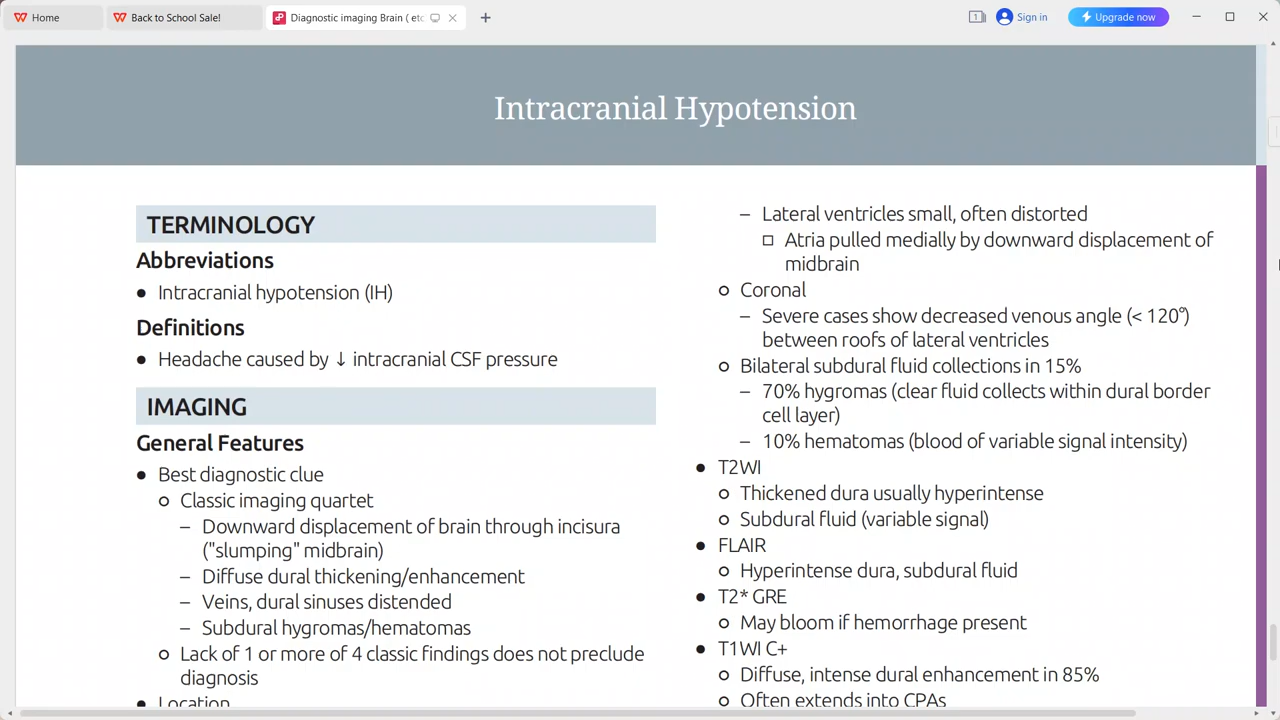 Home
Back to School Sale!
Diagnostic imaging Brain ( etc
1
Sign in
Upgrade now
Intracranial Hypotension
TERMINOLOGY
Abbreviations
● Intracranial hypotension (IH)
Definitions
● Headache caused by ↓ intracranial CSF pressure
IMAGING
General Features
● Best diagnostic clue
○ Classic imaging quartet
– Downward displacement of brain through incisura
("slumping" midbrain)
– Diffuse dural thickening/enhancement
– Veins, dural sinuses distended
– Subdural hygromas/hematomas
○ Lack of 1 or more of 4 classic findings does not preclude
diagnosis
● Location
– Lateral ventricles small, often distorted
□ Atria pulled medially by downward displacement of
midbrain
○ Coronal
– Severe cases show decreased venous angle (< 120°)
between roofs of lateral ventricles
○ Bilateral subdural fluid collections in 15%
– 70% hygromas (clear fluid collects within dural border
cell layer)
– 10% hematomas (blood of variable signal intensity)
● T2WI
○ Thickened dura usually hyperintense
○ Subdural fluid (variable signal)
● FLAIR
○ Hyperintense dura, subdural fluid
● T2* GRE
○ May bloom if hemorrhage present
● T1WI C+
○ Diffuse, intense dural enhancement in 85%
○ Often extends into CPAs